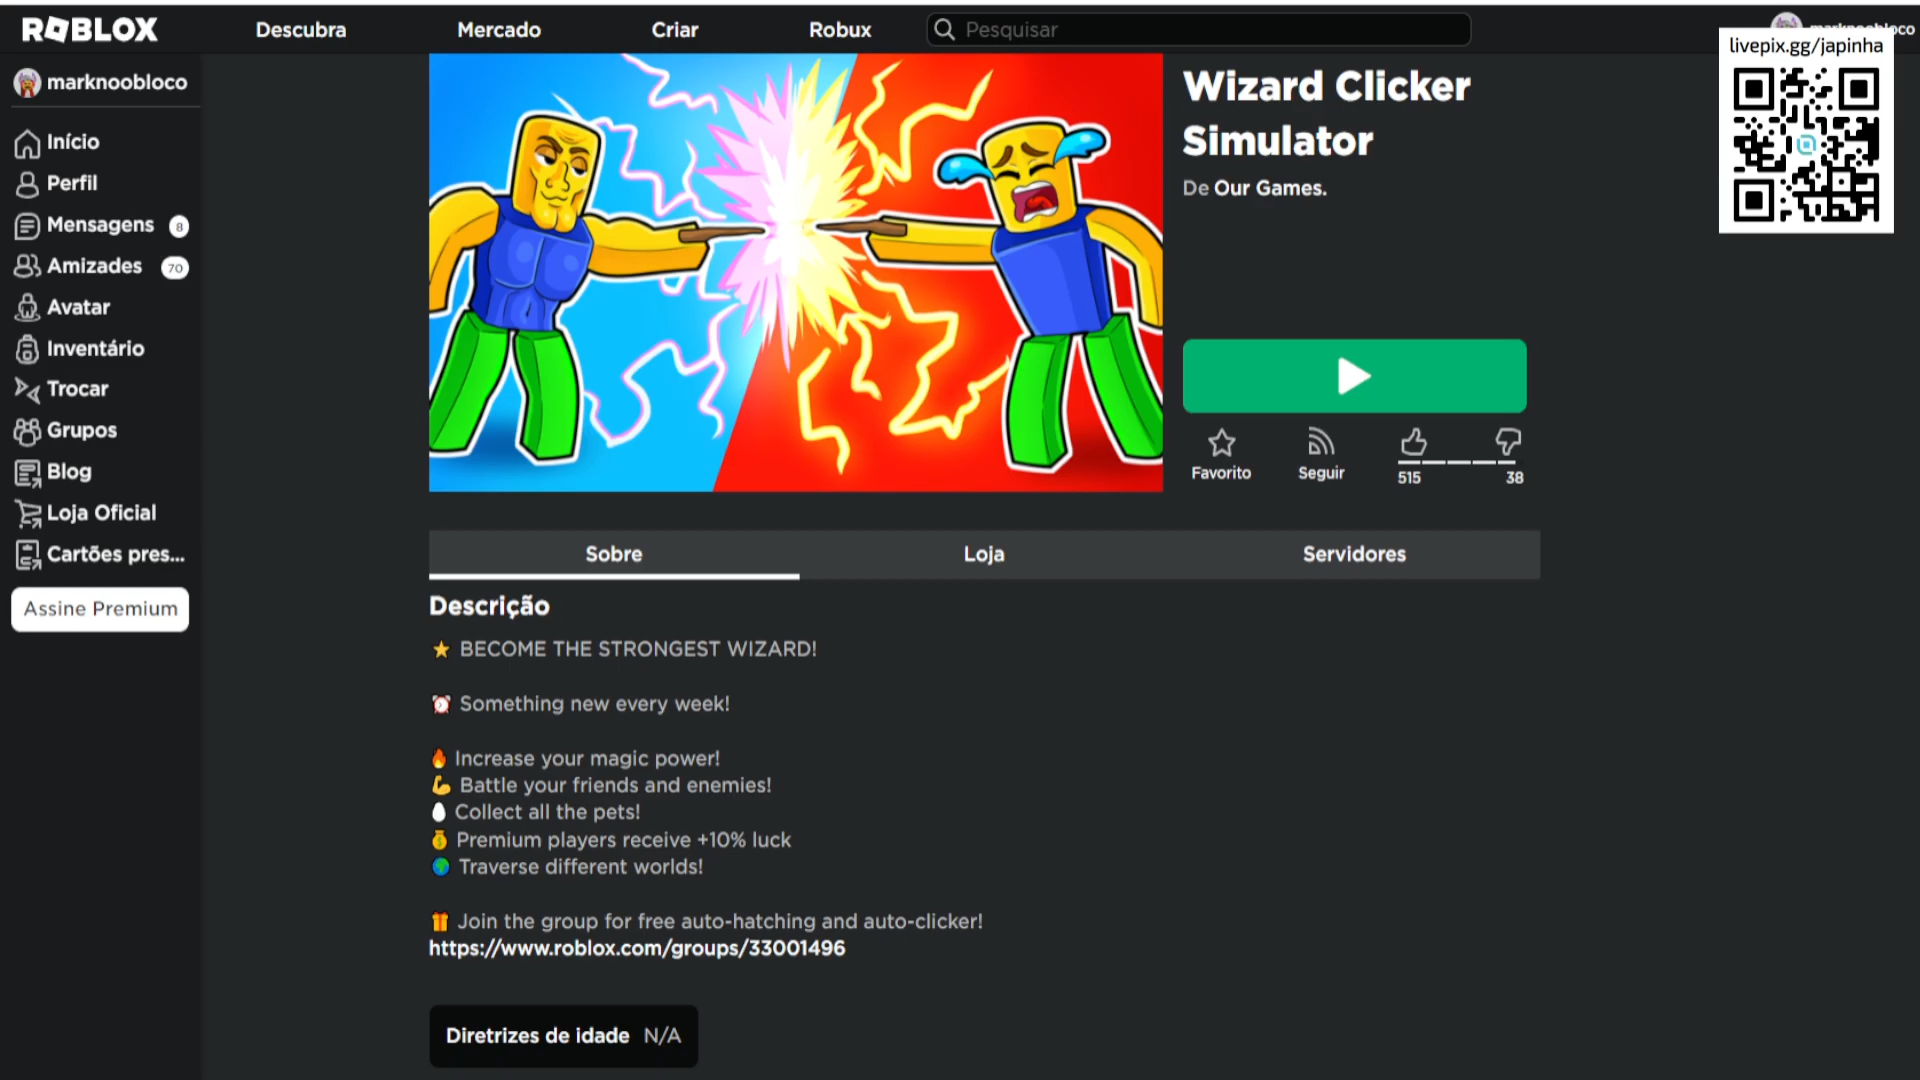 ROBLOX
Descubra
Mercado
Criar
Robux
Pesquisar
livepix.gg/japinha
marknoobloco
Início
Perfil
Mensagens 8
Amizades 70
Avatar
Inventário
Trocar
Grupos
Blog
Loja Oficial
Cartões pres...
Assine Premium
Wizard Clicker
Simulator
De Our Games.
Favorito
Seguir
515
38
Sobre
Loja
Servidores
Descrição
⭐ BECOME THE STRONGEST WIZARD!
⏰ Something new every week!
🔥 Increase your magic power!
💪 Battle your friends and enemies!
🥚 Collect all the pets!
💰 Premium players receive +10% luck
🌍 Traverse different worlds!
🎁 Join the group for free auto-hatching and auto-clicker!
https://www.roblox.com/groups/33001496
Diretrizes de idade N/A